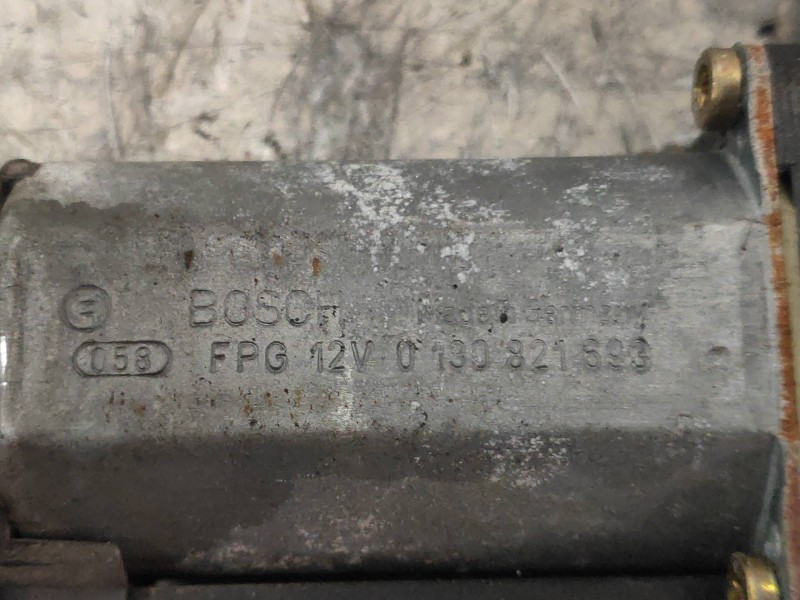 BOSCH Made in Germany
058 FPG 12V 0 130 821 693